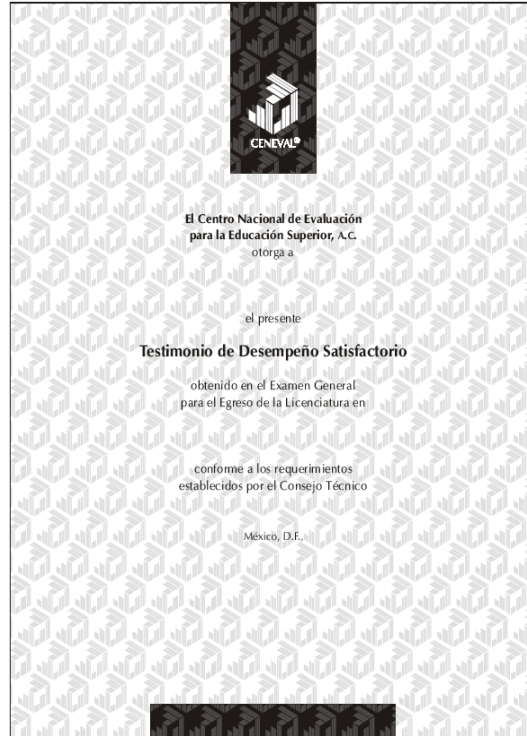 CENEVAL®
El Centro Nacional de Evaluación
para la Educación Superior, A.C.
otorga a
el presente
Testimonio de Desempeño Satisfactorio
obtenido en el Examen General
para el Egreso de la Licenciatura en
conforme a los requerimientos
establecidos por el Consejo Técnico
México, D.F.,